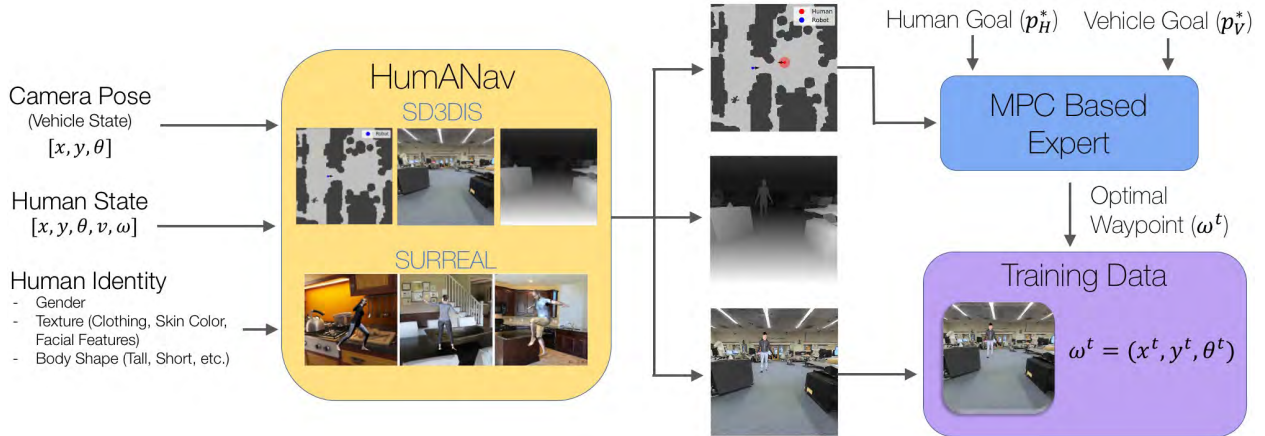 Camera Pose
(Vehicle State)
[x, y, θ]
Human State
[x, y, θ, v, ω]
Human Identity
- Gender
- Texture (Clothing, Skin Color,
Facial Features)
- Body Shape (Tall, Short, etc.)
HumANav
SD3DIS
Robot
SURREAL
Human
Robot
Human Goal (p*_H)
Vehicle Goal (p*_V)
MPC Based
Expert
Optimal
Waypoint (ω^t)
Training Data
ω^t = (x^t, y^t, θ^t)